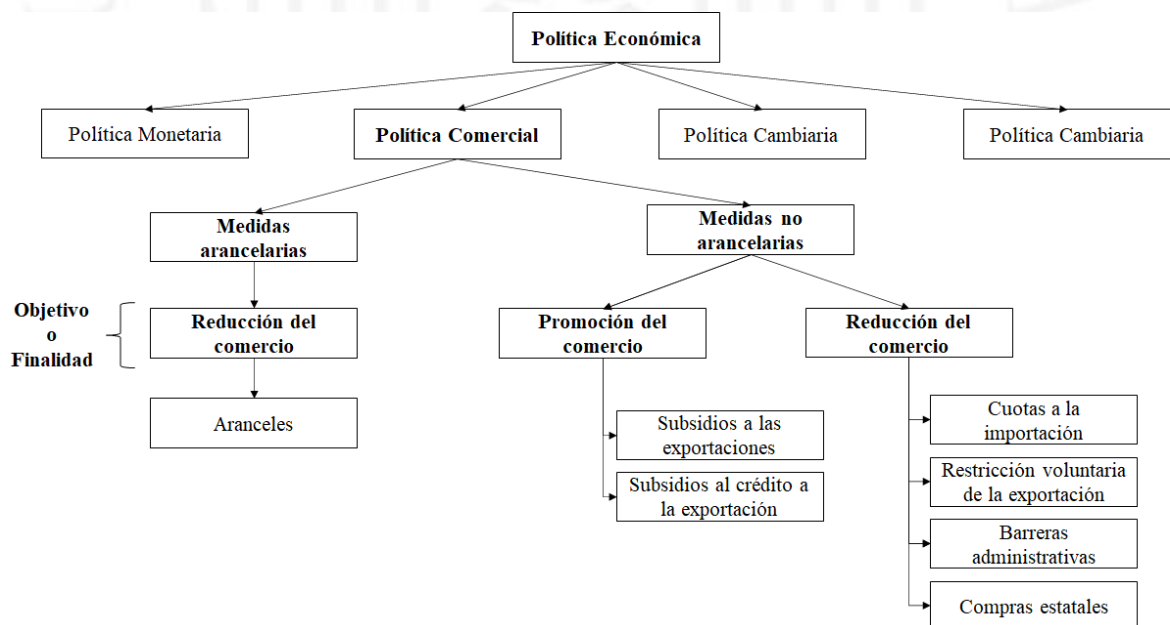 Política Económica
Política Monetaria
Política Comercial
Política Cambiaria
Política Cambiaria
Medidas
arancelarias
Medidas no
arancelarias
Objetivo
o
Finalidad
Reducción del
comercio
Promoción del
comercio
Reducción del
comercio
Aranceles
Subsidios a las
exportaciones
Subsidios al crédito a
la exportación
Cuotas a la
importación
Restricción voluntaria
de la exportación
Barreras
administrativas
Compras estatales